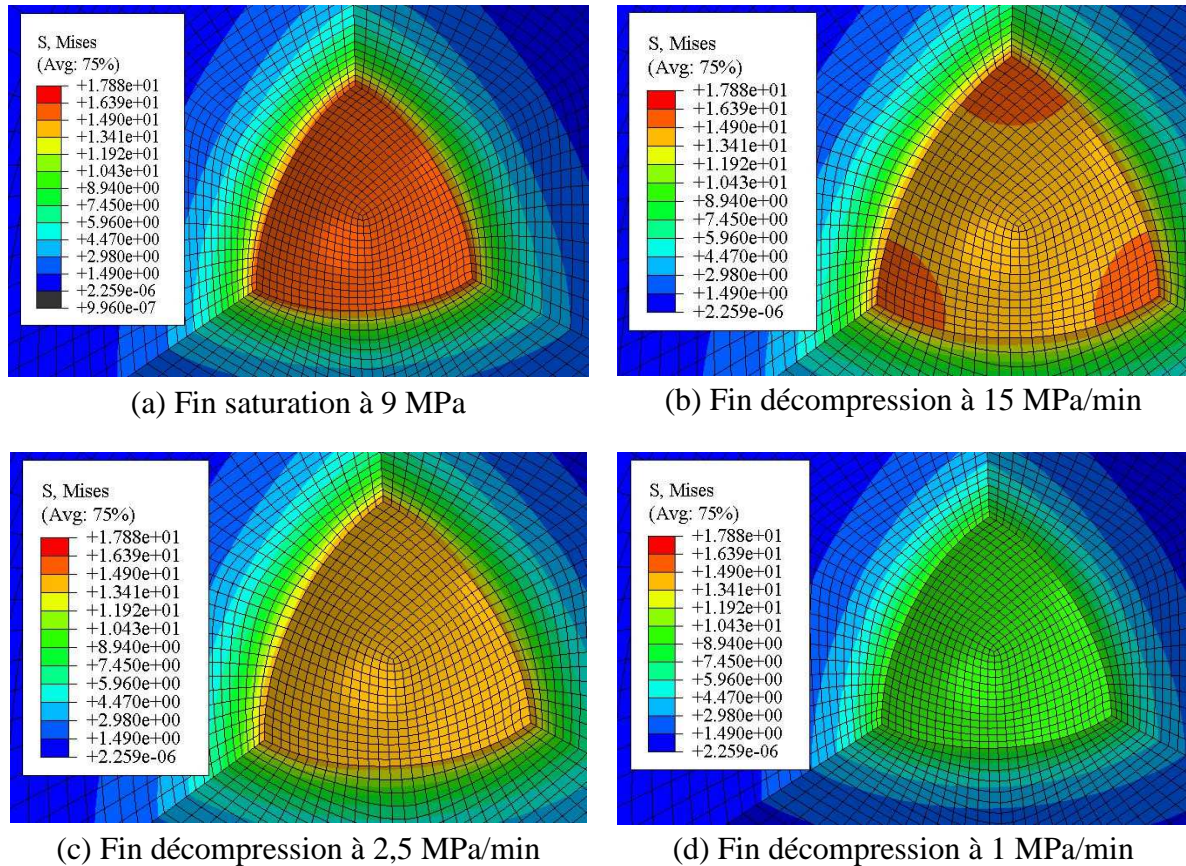 S, Mises
(Avg: 75%)
+1.788e+01
+1.639e+01
+1.490e+01
+1.341e+01
+1.192e+01
+1.043e+01
+8.940e+00
+7.450e+00
+5.960e+00
+4.470e+00
+2.980e+00
+1.490e+00
+2.259e-06
+9.960e-07
(a) Fin saturation à 9 MPa
S, Mises
(Avg: 75%)
+1.788e+01
+1.639e+01
+1.490e+01
+1.341e+01
+1.192e+01
+1.043e+01
+8.940e+00
+7.450e+00
+5.960e+00
+4.470e+00
+2.980e+00
+1.490e+00
+2.259e-06
(b) Fin décompression à 15 MPa/min
S, Mises
(Avg: 75%)
+1.788e+01
+1.639e+01
+1.490e+01
+1.341e+01
+1.192e+01
+1.043e+01
+8.940e+00
+7.450e+00
+5.960e+00
+4.470e+00
+2.980e+00
+1.490e+00
+2.259e-06
(c) Fin décompression à 2,5 MPa/min
S, Mises
(Avg: 75%)
+1.788e+01
+1.639e+01
+1.490e+01
+1.341e+01
+1.192e+01
+1.043e+01
+8.940e+00
+7.450e+00
+5.960e+00
+4.470e+00
+2.980e+00
+1.490e+00
+2.259e-06
(d) Fin décompression à 1 MPa/min